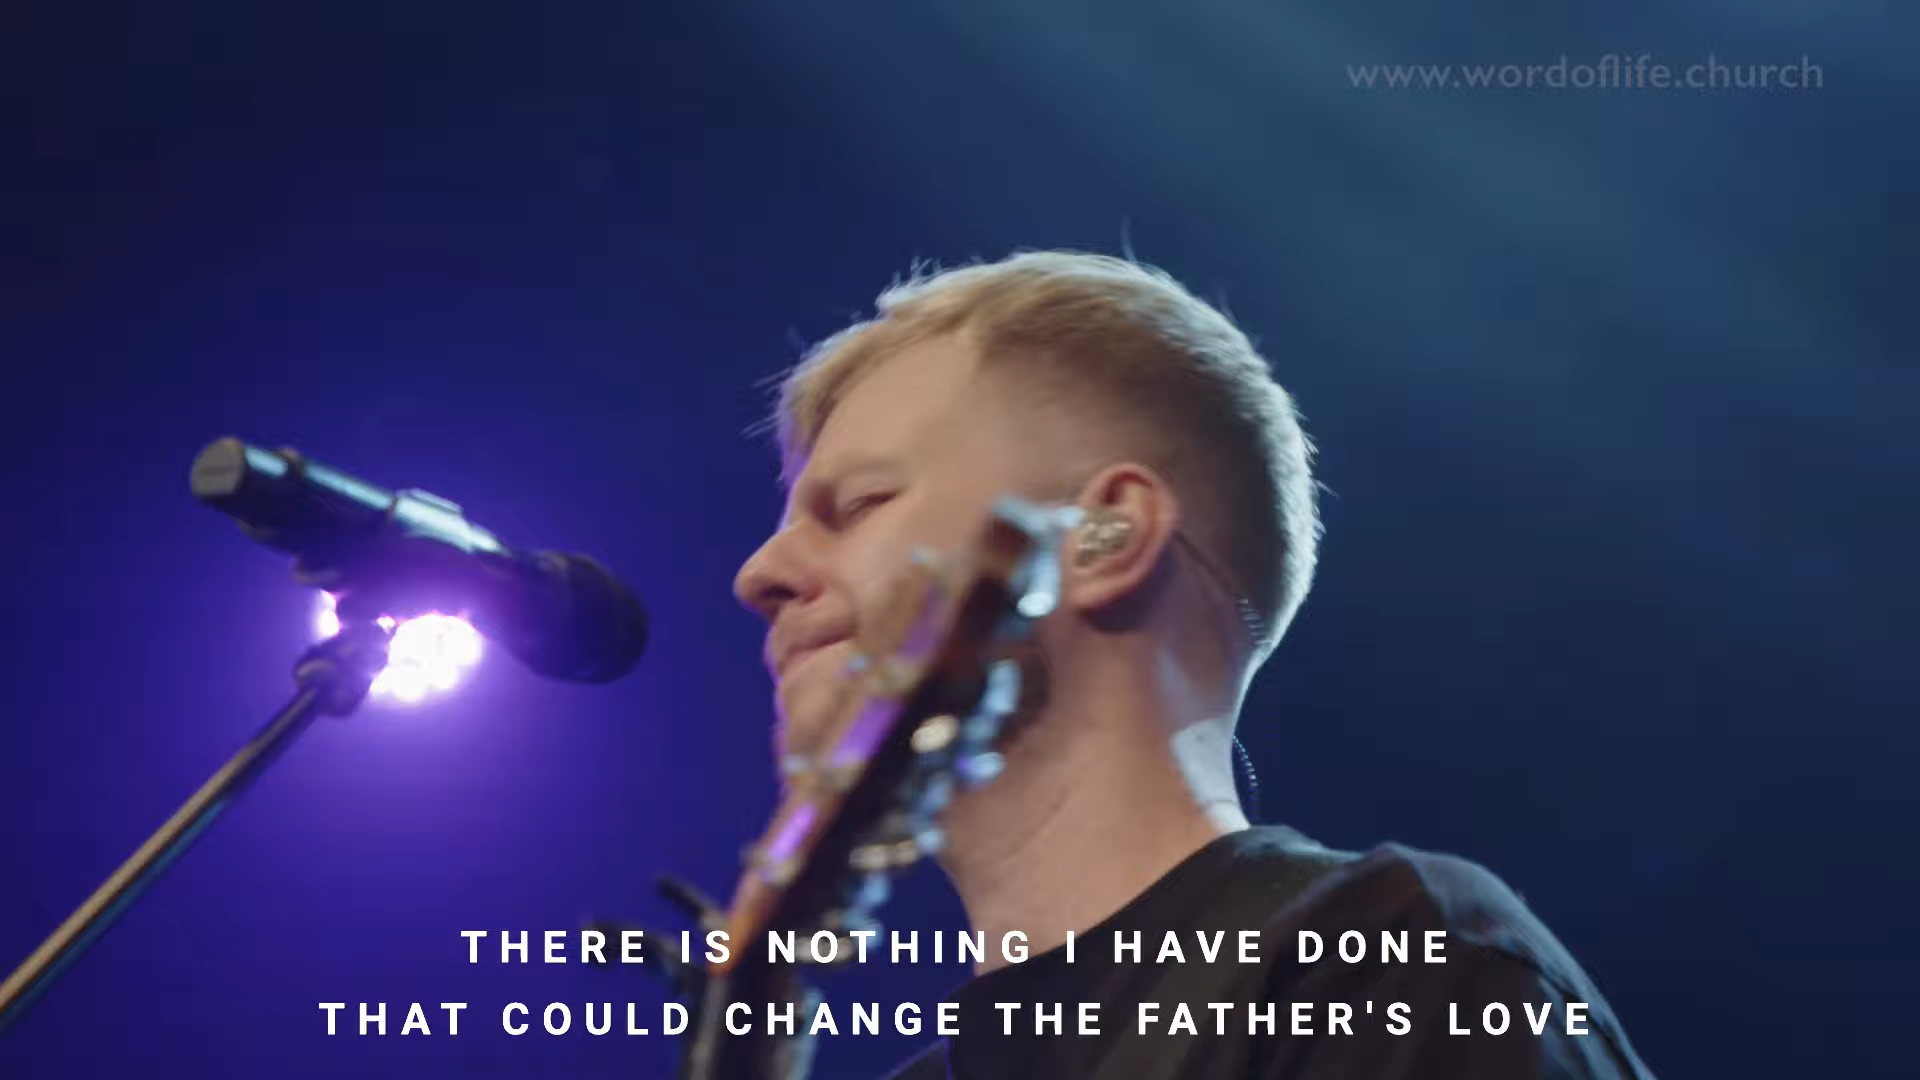 www.wordoflife.church
THERE IS NOTHING I HAVE DONE
THAT COULD CHANGE THE FATHER'S LOVE